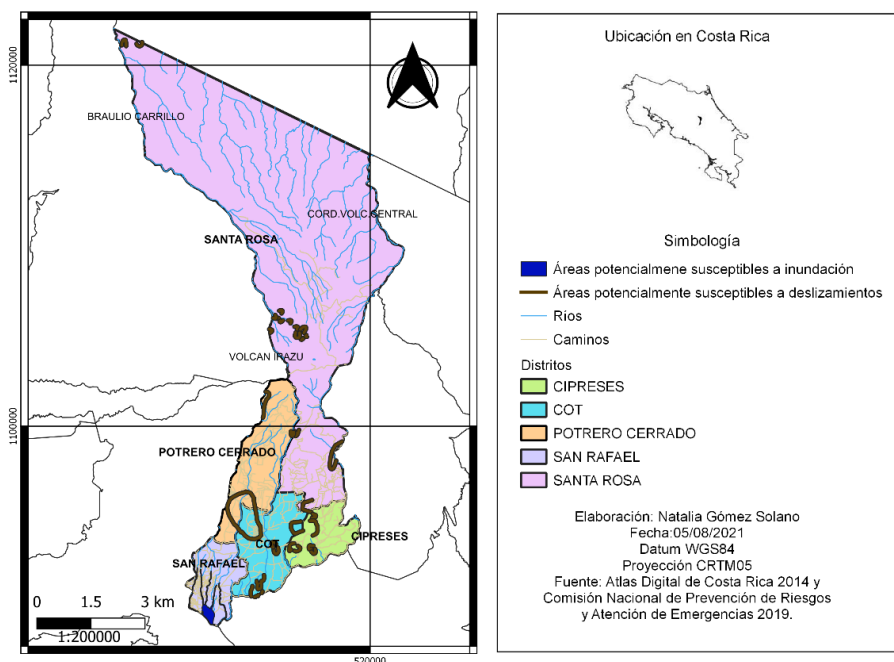 1120000
BRAULIO CARRILLO
CORD.VOLC.CENTRAL
SANTA ROSA
VOLCAN IRAZU
1100000
POTRERO CERRADO
CIPRESES
COT
SAN RAFAEL
0 1.5 3 km
1:200000
520000
Ubicación en Costa Rica
Simbología
Áreas potencialmene susceptibles a inundación
Áreas potencialmente susceptibles a deslizamientos
Ríos
Caminos
Distritos
CIPRESES
COT
POTRERO CERRADO
SAN RAFAEL
SANTA ROSA
Elaboración: Natalia Gómez Solano
Fecha:05/08/2021
Datum WGS84
Proyección CRTM05
Fuente: Atlas Digital de Costa Rica 2014 y
Comisión Nacional de Prevención de Riesgos
y Atención de Emergencias 2019.